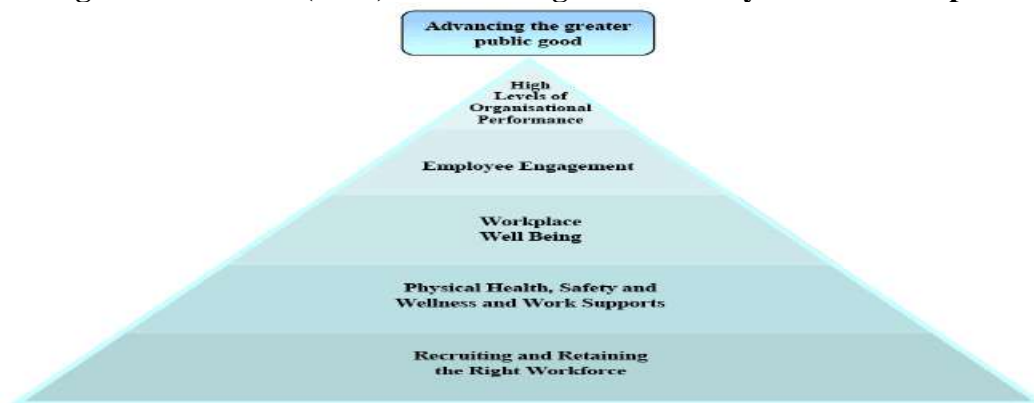 Advancing the greater
public good
High
Levels of
Organisational
Performance
Employee Engagement
Workplace
Well Being
Physical Health, Safety and
Wellness and Work Supports
Recruiting and Retaining
the Right Workforce